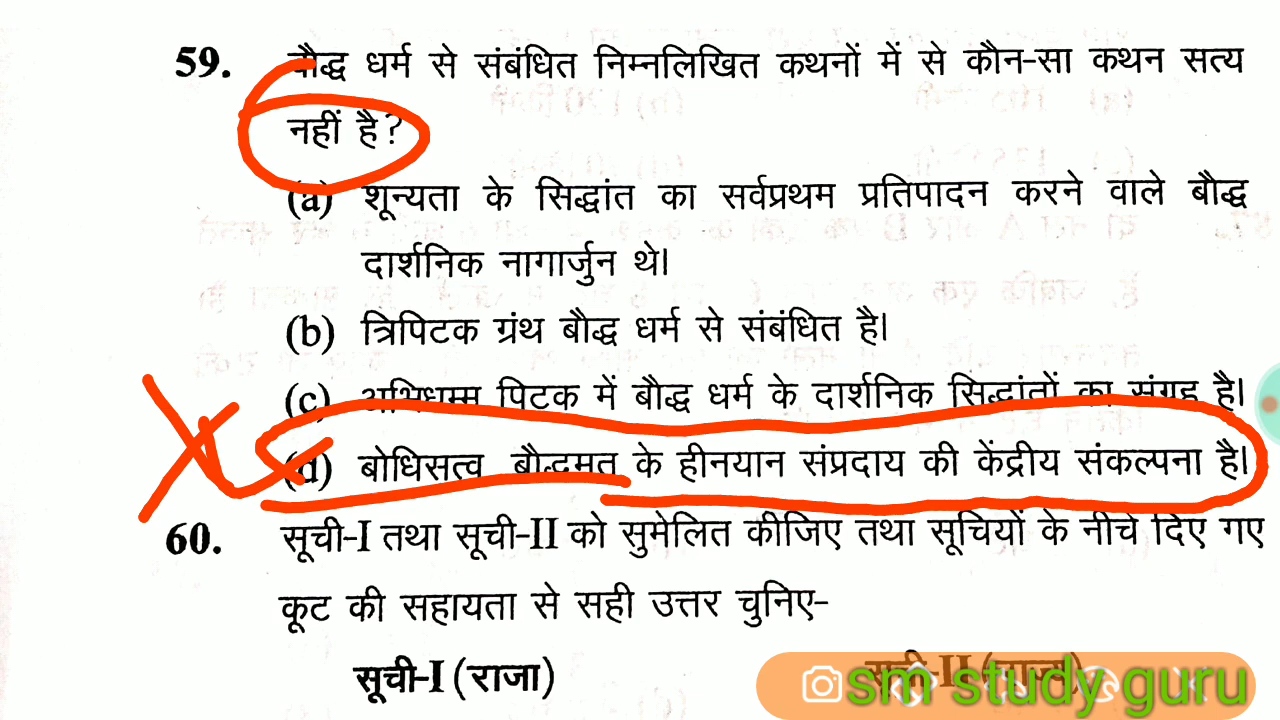 59. बौद्ध धर्म से संबंधित निम्नलिखित कथनों में से कौन-सा कथन सत्य
नहीं है?
(a) शून्यता के सिद्धांत का सर्वप्रथम प्रतिपादन करने वाले बौद्ध
दार्शनिक नागार्जुन थे।
(b) त्रिपिटक ग्रंथ बौद्ध धर्म से संबंधित है।
(c) अभिधम्म पिटक में बौद्ध धर्म के दार्शनिक सिद्धांतों का संग्रह है।
(d) बोधिसत्व बौद्धमत के हीनयान संप्रदाय की केंद्रीय संकल्पना है।
60. सूची-I तथा सूची-II को सुमेलित कीजिए तथा सूचियों के नीचे दिए गए
कूट की सहायता से सही उत्तर चुनिए-
सूची-I (राजा) सूची-II (राज्य)
sm study guru